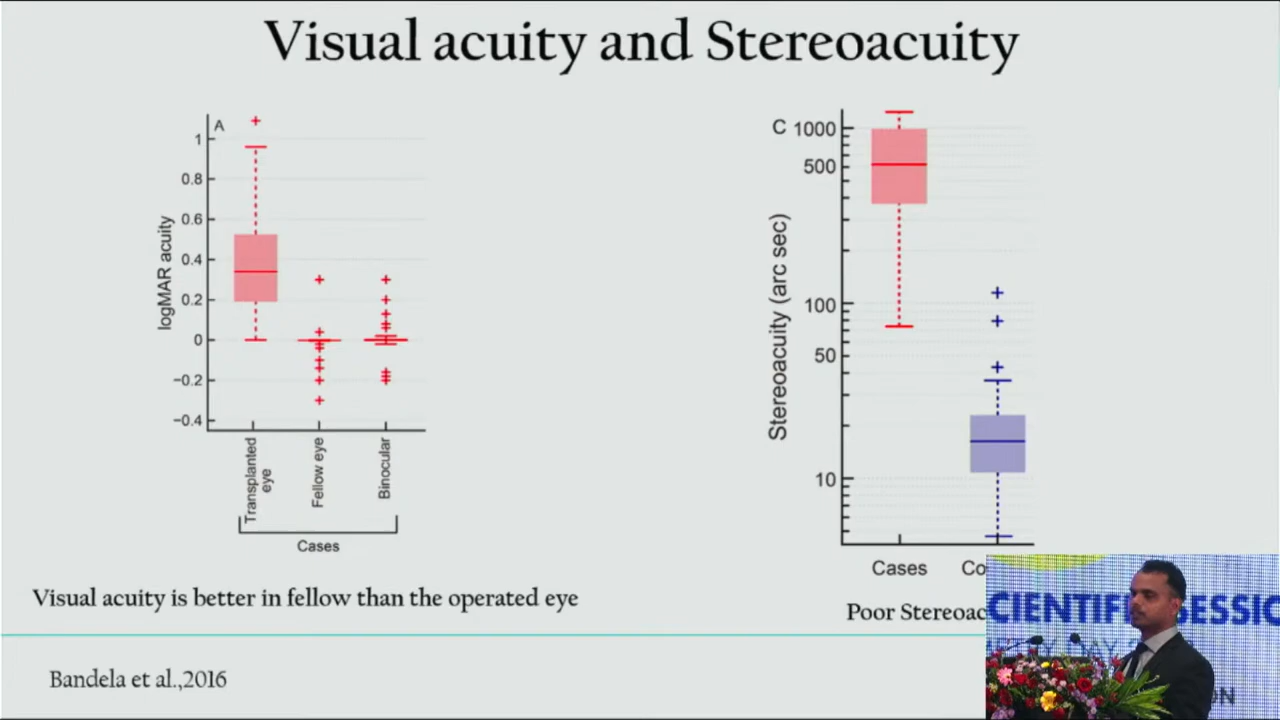 Visual acuity and Stereoacuity
A
1
0.8
0.6
0.4
0.2
0
−0.2
−0.4
logMAR acuity
Transplanted
eye
Fellow eye
Binocular
Cases
C
1000
500
100
50
10
Stereoacuity (arc sec)
Cases
Co
Visual acuity is better in fellow than the operated eye
Poor Stereoac
CIENTIFI SESSIO
Bandela et al.,2016